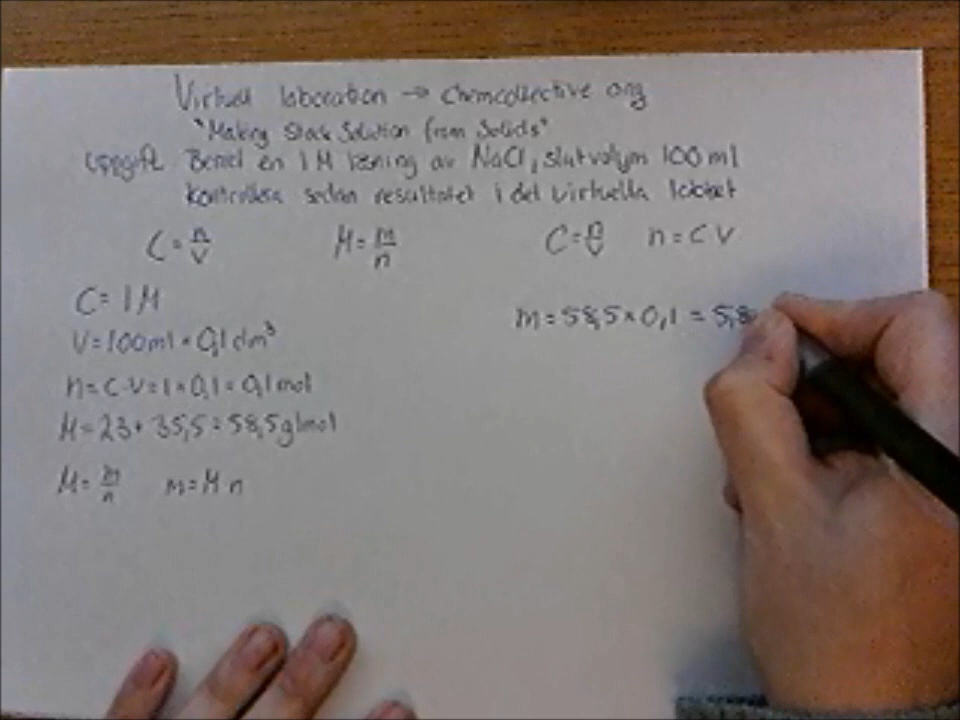 Virtuell laboration → chemcollective.org
"Making Stock Solution from Solids"
Uppgift: Bered en 1 M lösning av NaCl, slutvolym 100 ml
Kontrollera sedan resultatet i det virtuella labbet
C = n/V M = m/n C = n/V n = C V
C = 1 M
V = 100 ml = 0,1 dm³
n = C·V = 1 × 0,1 = 0,1 mol
M = 23 + 35,5 = 58,5 g/mol
M = m/n m = M n
m = 58,5 × 0,1 = 5,8